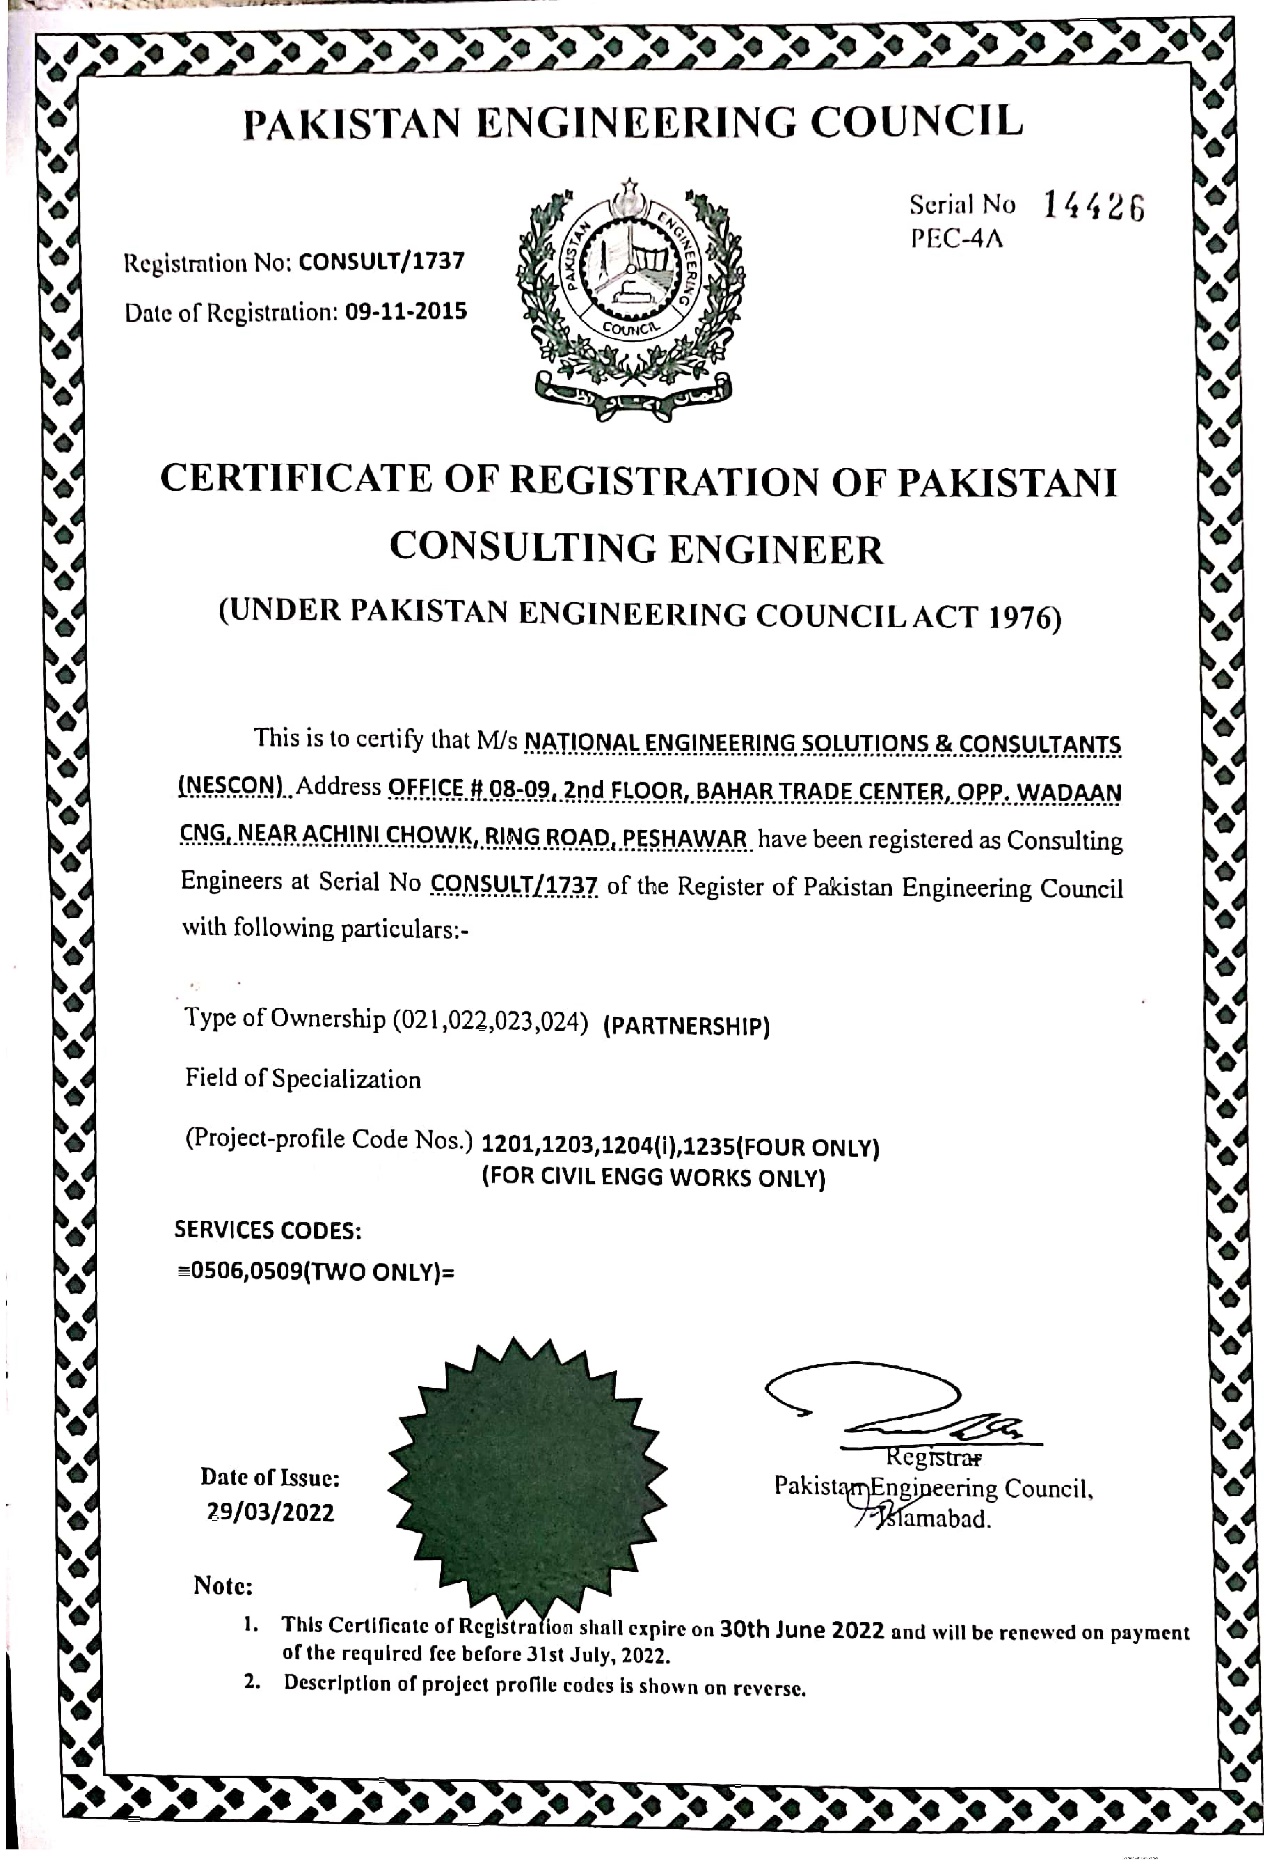 PAKISTAN ENGINEERING COUNCIL
Serial No 14426
PEC-4A
Registration No: CONSULT/1737
Date of Registration: 09-11-2015
PAKISTAN ENGINEERING
COUNCIL
CERTIFICATE OF REGISTRATION OF PAKISTANI
CONSULTING ENGINEER
(UNDER PAKISTAN ENGINEERING COUNCIL ACT 1976)
This is to certify that M/s NATIONAL ENGINEERING SOLUTIONS & CONSULTANTS
(NESCON). Address OFFICE # 08-09, 2nd FLOOR, BAHAR TRADE CENTER, OPP. WADAAN
CNG, NEAR ACHINI CHOWK, RING ROAD, PESHAWAR have been registered as Consulting
Engineers at Serial No CONSULT/1737 of the Register of Pakistan Engineering Council
with following particulars:-
Type of Ownership (021,022,023,024) (PARTNERSHIP)
Field of Specialization
(Project-profile Code Nos.) 1201,1203,1204(i),1235(FOUR ONLY)
(FOR CIVIL ENGG WORKS ONLY)
SERVICES CODES:
=0506,0509(TWO ONLY)=
Registrar
Pakistan Engineering Council,
Islamabad.
Date of Issue:
29/03/2022
Note:
1. This Certificate of Registration shall expire on 30th June 2022 and will be renewed on payment
of the required fee before 31st July, 2022.
2. Description of project profile codes is shown on reverse.